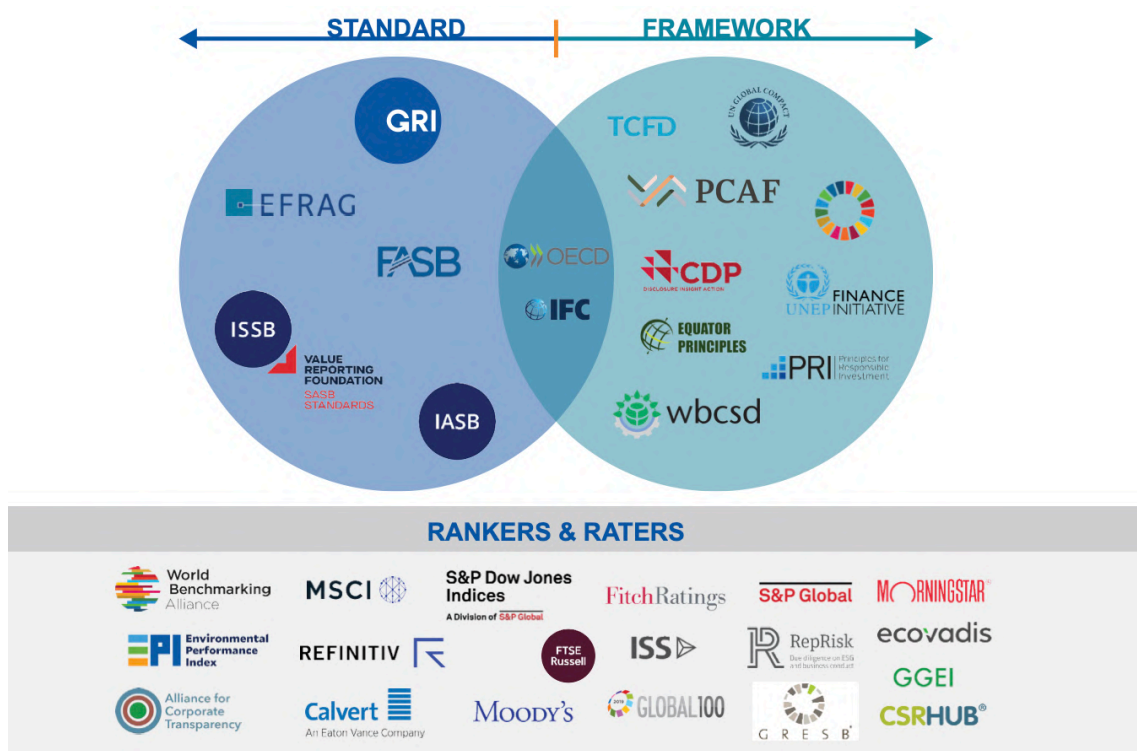 STANDARD
FRAMEWORK
GRI
TCFD
UN GLOBAL COMPACT
EFRAG
PCAF
FASB
OECD
CDP
DISCLOSURE INSIGHT ACTION
UNEP
FINANCE
INITIATIVE
ISSB
IFC
EQUATOR
PRINCIPLES
VALUE
REPORTING
FOUNDATION
SASB
STANDARDS
PRI
Principles for
Responsible
Investment
IASB
wbcsd
RANKERS & RATERS
World
Benchmarking
Alliance
MSCI
S&P Dow Jones
Indices
A Division of S&P Global
FitchRatings
S&P Global
MORNINGSTAR®
EPI
Environmental
Performance
Index
REFINITIV
FTSE
Russell
ISS
RepRisk
Due diligence on ESG
and business conduct
ecovadis
GGEI
Alliance for
Corporate
Transparency
Calvert
An Eaton Vance Company
MOODY'S
GLOBAL100
GRESB
CSRHUB®